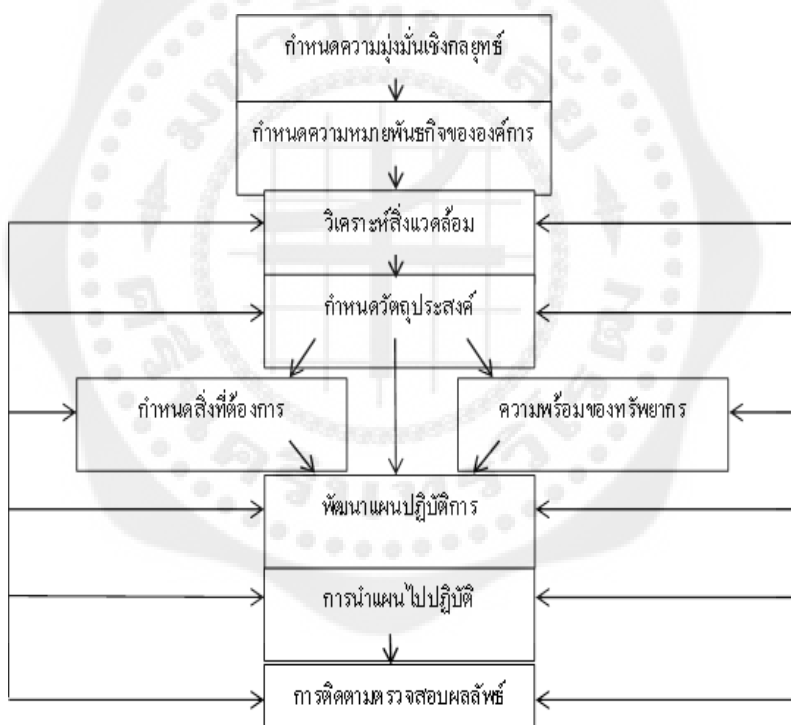 กำหนดความมุ่งมั่นเชิงกลยุทธ์
กำหนดความหมายพันธกิจขององค์การ
วิเคราะห์สิ่งแวดล้อม
กำหนดวัตถุประสงค์
กำหนดสิ่งที่ต้องการ
ความพร้อมของทรัพยากร
พัฒนาแผนปฏิบัติการ
การนำแผนไปปฏิบัติ
การติดตามตรวจสอบผลลัพธ์